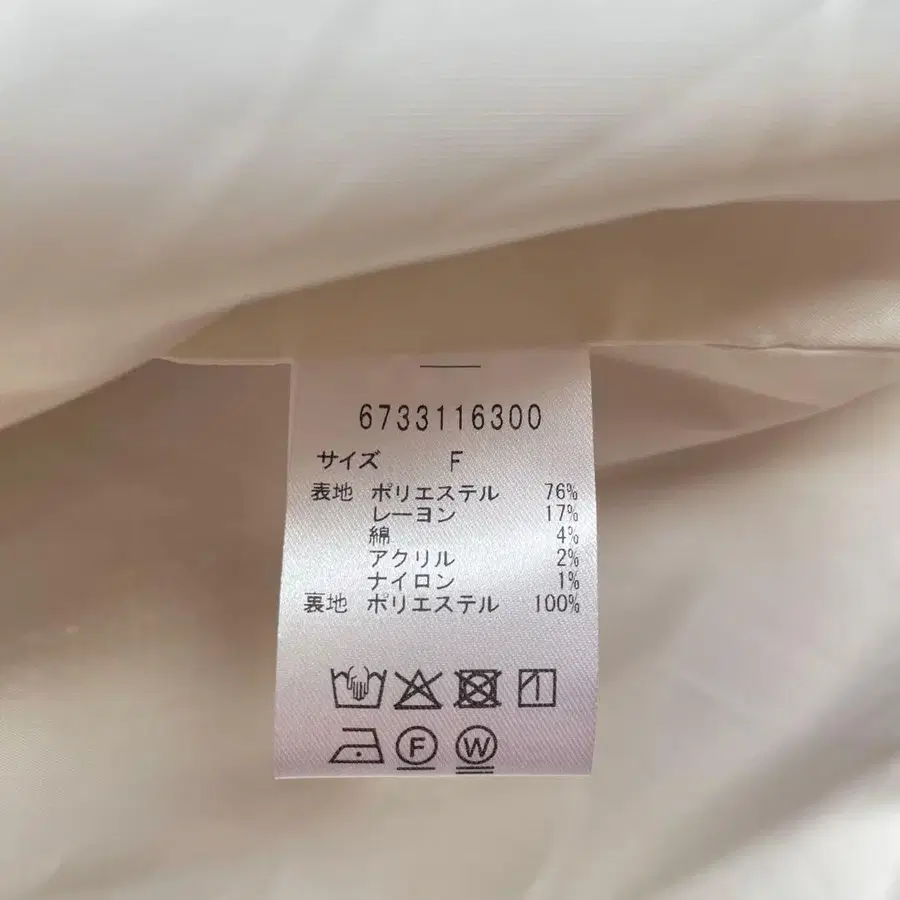 6733116300
サイズ F
表地 ポリエステル 76%
レーヨン 17%
綿 4%
アクリル 2%
ナイロン 1%
裏地 ポリエステル 100%
F W